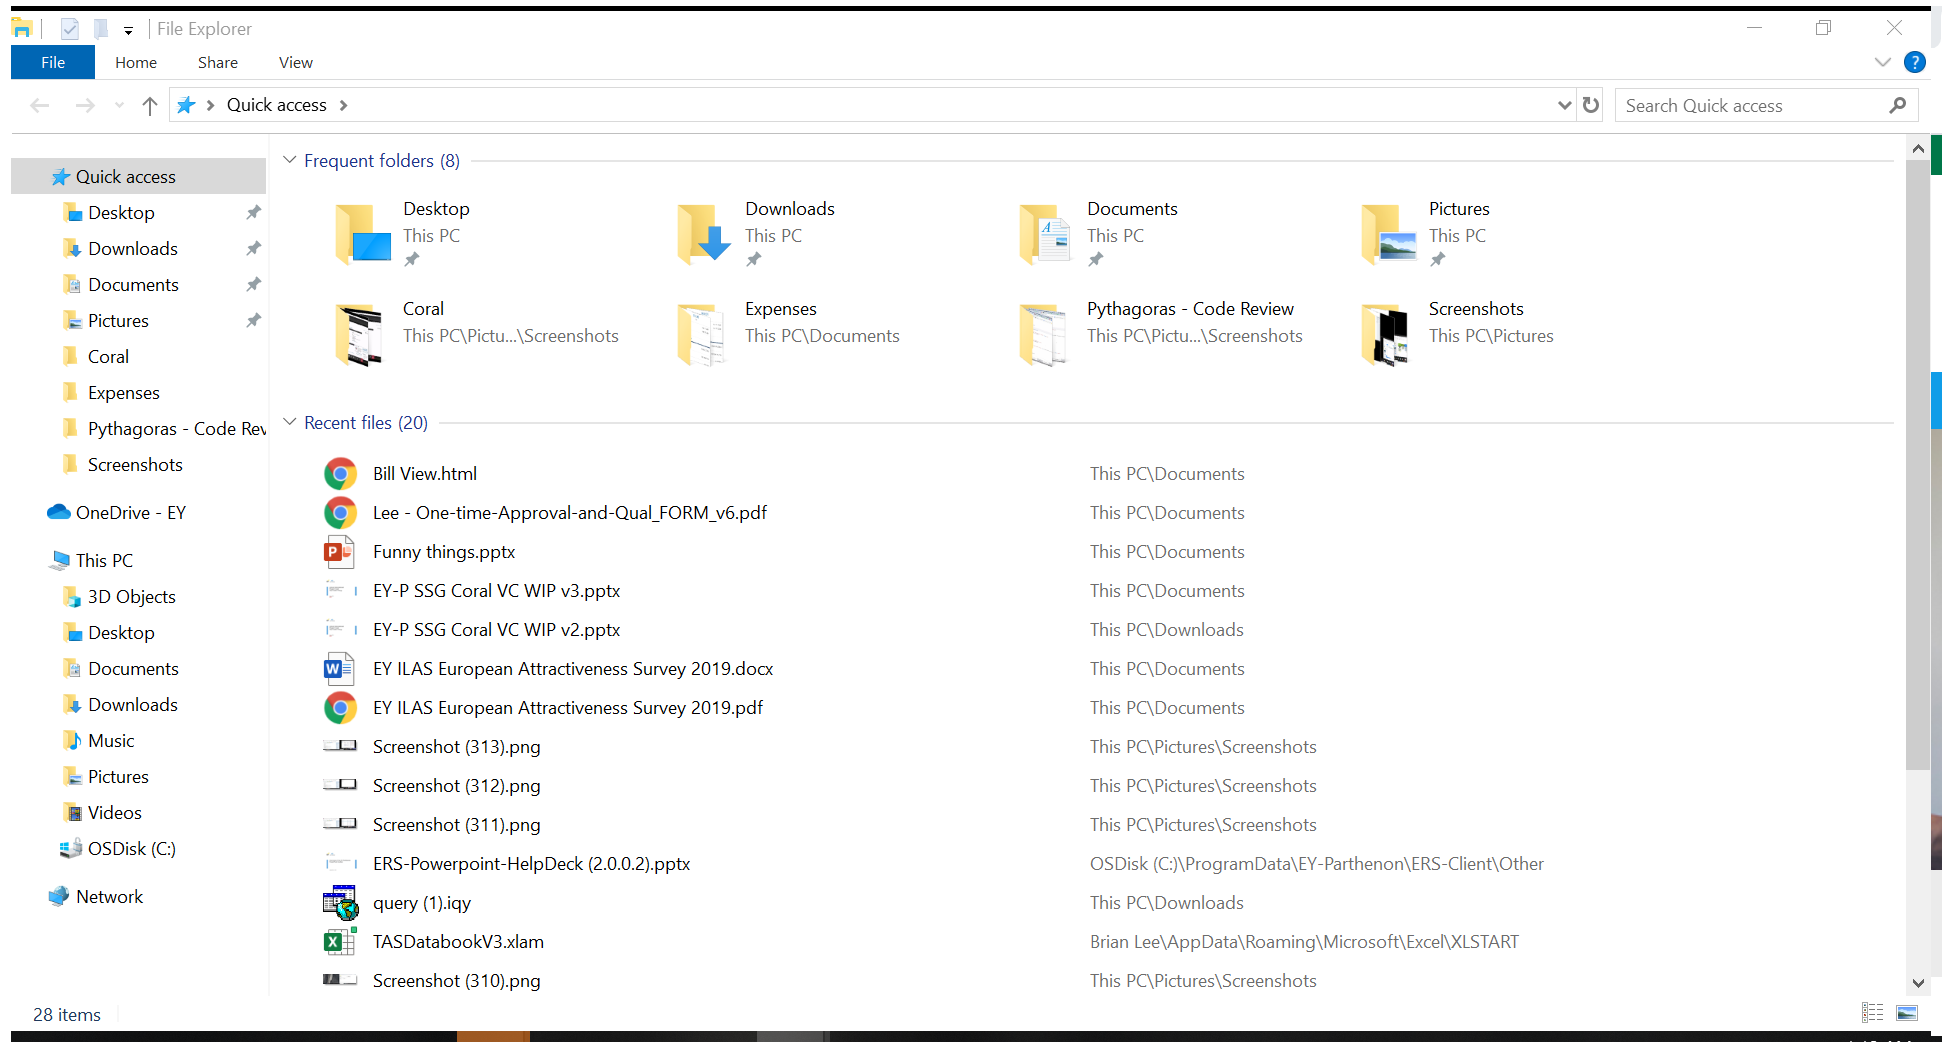 File Explorer
File Home Share View
Quick access
Search Quick access
Quick access
Desktop
Downloads
Documents
Pictures
Coral
Expenses
Pythagoras - Code Rev
Screenshots
OneDrive - EY
This PC
3D Objects
Desktop
Documents
Downloads
Music
Pictures
Videos
OSDisk (C:)
Network
Frequent folders (8)
Desktop
This PC
Downloads
This PC
Documents
This PC
Pictures
This PC
Coral
This PC\Pictu...\Screenshots
Expenses
This PC\Documents
Pythagoras - Code Review
This PC\Pictu...\Screenshots
Screenshots
This PC\Pictures
Recent files (20)
Bill View.html This PC\Documents
Lee - One-time-Approval-and-Qual_FORM_v6.pdf This PC\Documents
Funny things.pptx This PC\Documents
EY-P SSG Coral VC WIP v3.pptx This PC\Documents
EY-P SSG Coral VC WIP v2.pptx This PC\Downloads
EY ILAS European Attractiveness Survey 2019.docx This PC\Documents
EY ILAS European Attractiveness Survey 2019.pdf This PC\Documents
Screenshot (313).png This PC\Pictures\Screenshots
Screenshot (312).png This PC\Pictures\Screenshots
Screenshot (311).png This PC\Pictures\Screenshots
ERS-Powerpoint-HelpDeck (2.0.0.2).pptx OSDisk (C:)\ProgramData\EY-Parthenon\ERS-Client\Other
query (1).iqy This PC\Downloads
TASDatabookV3.xlam Brian Lee\AppData\Roaming\Microsoft\Excel\XLSTART
Screenshot (310).png This PC\Pictures\Screenshots
28 items